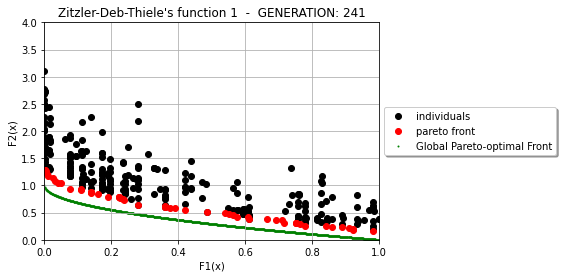 Zitzler-Deb-Thiele's function 1 - GENERATION: 241
4.0
3.5
3.0
2.5
2.0
1.5
1.0
0.5
0.0
F2(x)
0.0 0.2 0.4 0.6 0.8 1.0
F1(x)
individuals
pareto front
Global Pareto-optimal Front